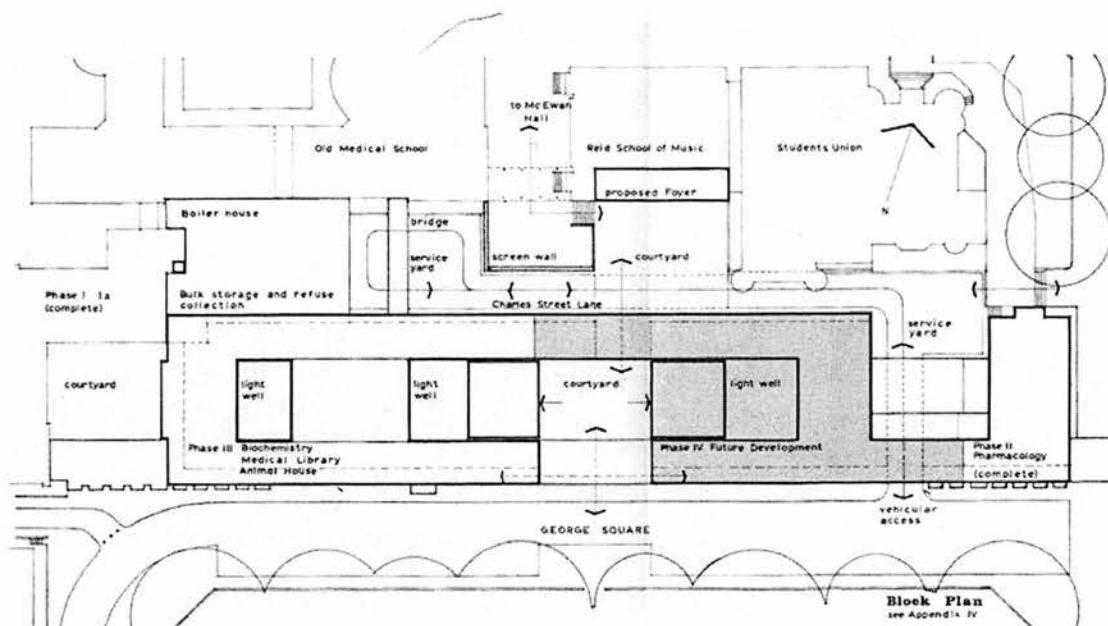 to McEwan
Hall
Old Medical School
Reid School of Music
Students Union
proposed Foyer
N
Boiler house
bridge
service
yard
screen wall
courtyard
Phase I Ia
(complete)
Bulk storage and refuse
collection
Charles Street Lane
service
yard
courtyard
light
well
light
well
courtyard
light well
Phase III Biochemistry
Medical Library
Animal House
Phase IV Future Development
Phase II
Pharmacology
(complete)
vehicular
access
GEORGE SQUARE
Block Plan
see Appendix IV